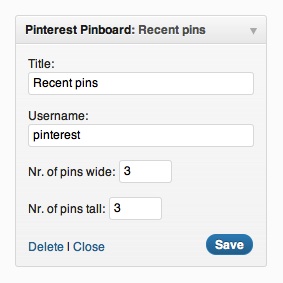 Pinterest Pinboard: Recent pins
Title:
Recent pins
Username:
pinterest
Nr. of pins wide: 3
Nr. of pins tall: 3
Delete | Close Save